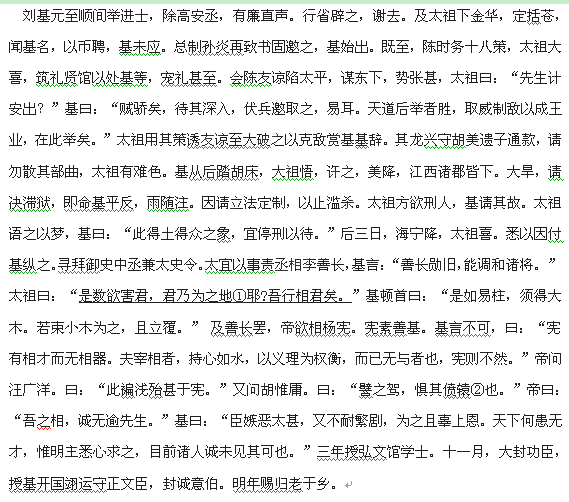 刘基元至顺间举进士，除高安丞，有廉直声。行省辟之，谢去。及太祖下金华，定括苍，
闻基名，以币聘，基未应。总制孙炎再致书固邀之，基始出。既至，陈时务十八策，太祖大
喜，筑礼贤馆以处基等，宠礼甚至。会陈友谅陷太平，谋东下，势张甚，太祖曰：“先生计
安出？”基曰：“贼骄矣，待其深入，伏兵邀取之，易耳。天道后举者胜，取威制敌以成王
业，在此举矣。”太祖用其策诱友谅至大破之以克敌赏基基辞。其龙兴守胡美遗子通款，请
勿散其部曲，太祖有难色。基从后踏胡床，大祖悟，许之，美降，江西诸郡皆下。大旱，请
决滞狱，即命基平反，雨随注。因请立法定制，以止滥杀。太祖方欲刑人，基请其故。太祖
语之以梦，基曰：“此得土得众之象，宜停刑以待。”后三日，海宁降，太祖喜。悉以因付
基纵之。寻拜御史中丞兼太史令。太宜以事责丞相李善长，基言：“善长勋旧，能调和诸将。”
太祖曰：“是数欲害君，君乃为之地①耶?吾行相君矣。”基顿首曰：“是如易柱，须得大
木。若束小木为之，且立覆。” 及善长罢，帝欲相杨宪。宪素善基。基言不可，曰：“宪
有相才而无相器。夫宰相者，持心如水，以义理为权衡，而已无与者也，宪则不然。”帝问
汪广洋。曰：“此褊浅殆甚于宪。”又问胡惟庸。曰：“譬之驾，惧其偾辕②也。”帝曰：
“吾之相，诚无逾先生。”基曰：“臣嫉恶太甚，又不耐繁剧，为之且辜上恩。天下何患无
才，惟明主悉心求之，目前诸人诚未见其可也。”三年授弘文馆学士。十一月，大封功臣，
授基开国翊运守正文臣，封诚意伯。明年赐归老于乡。